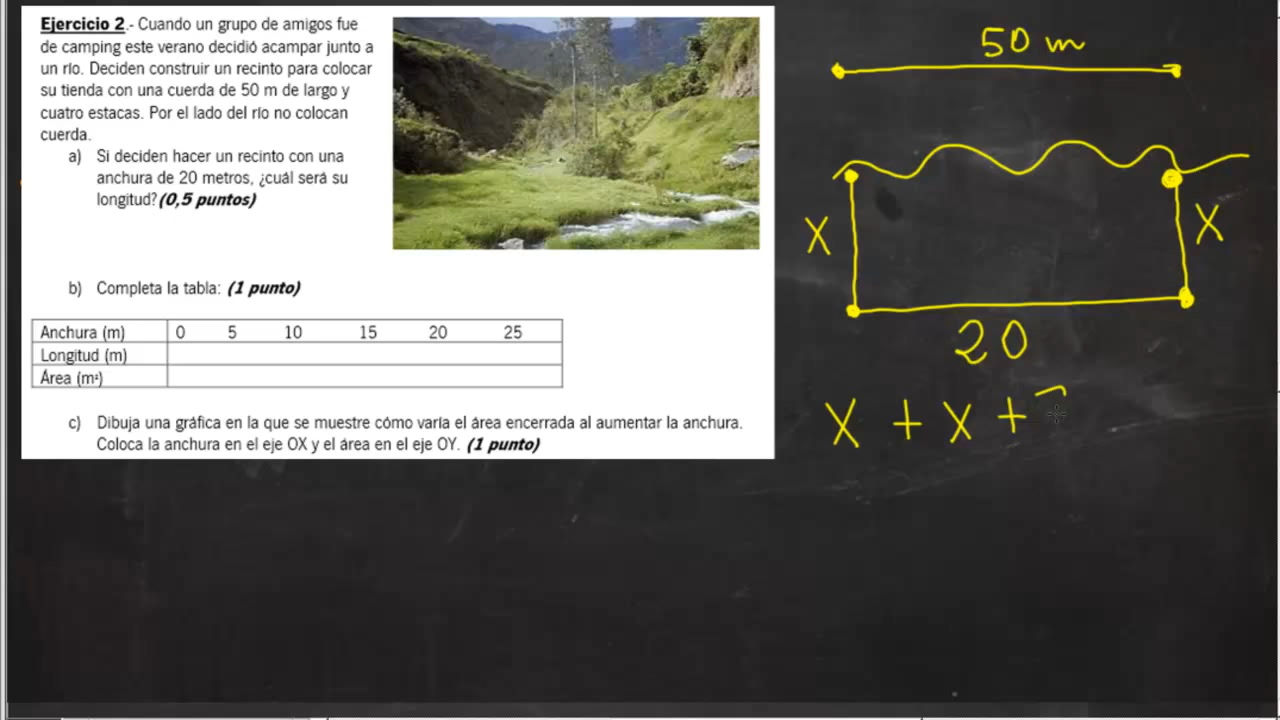 Ejercicio 2.- Cuando un grupo de amigos fue
de camping este verano decidió acampar junto a
un río. Deciden construir un recinto para colocar
su tienda con una cuerda de 50 m de largo y
cuatro estacas. Por el lado del río no colocan
cuerda.
a) Si deciden hacer un recinto con una
anchura de 20 metros, ¿cuál será su
longitud? (0,5 puntos)
b) Completa la tabla: (1 punto)
Anchura (m) 0 5 10 15 20 25
Longitud (m)
Área (m²)
c) Dibuja una gráfica en la que se muestre cómo varía el área encerrada al aumentar la anchura.
Coloca la anchura en el eje OX y el área en el eje OY. (1 punto)
50 m
X X
20
X + X +